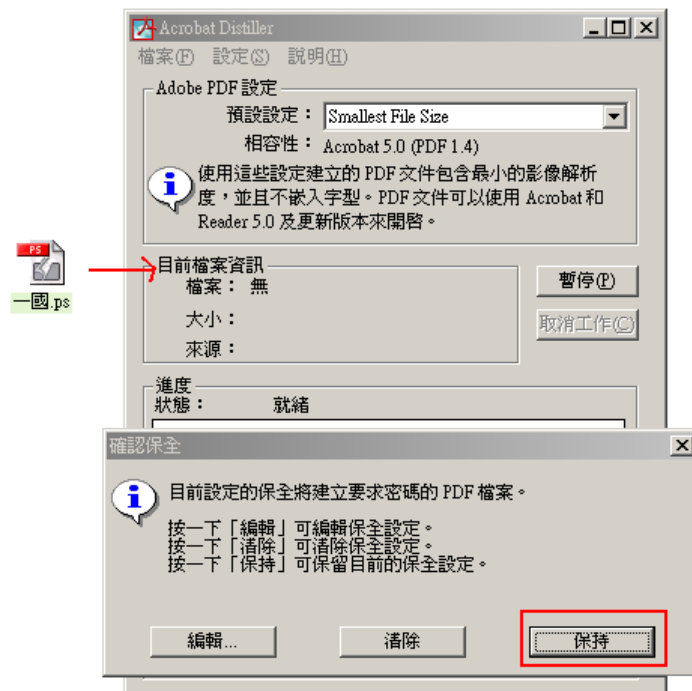 Acrobat Distiller
檔案(F) 設定(S) 說明(H)
Adobe PDF 設定
預設設定： Smallest File Size
相容性： Acrobat 5.0 (PDF 1.4)
使用這些設定建立的 PDF 文件包含最小的影像解析
度，並且不嵌入字型。PDF 文件可以使用 Acrobat 和
Reader 5.0 及更新版本來開啓。
PS
一國.ps
目前檔案資訊
檔案： 無
大小：
來源：
暫停(P)
取消工作(C)
進度
狀態： 就緒
確認保全
目前設定的保全將建立要求密碼的 PDF 檔案。
按一下「編輯」可編輯保全設定。
按一下「清除」可清除保全設定。
按一下「保持」可保留目前的保全設定。
編輯... 清除 保持